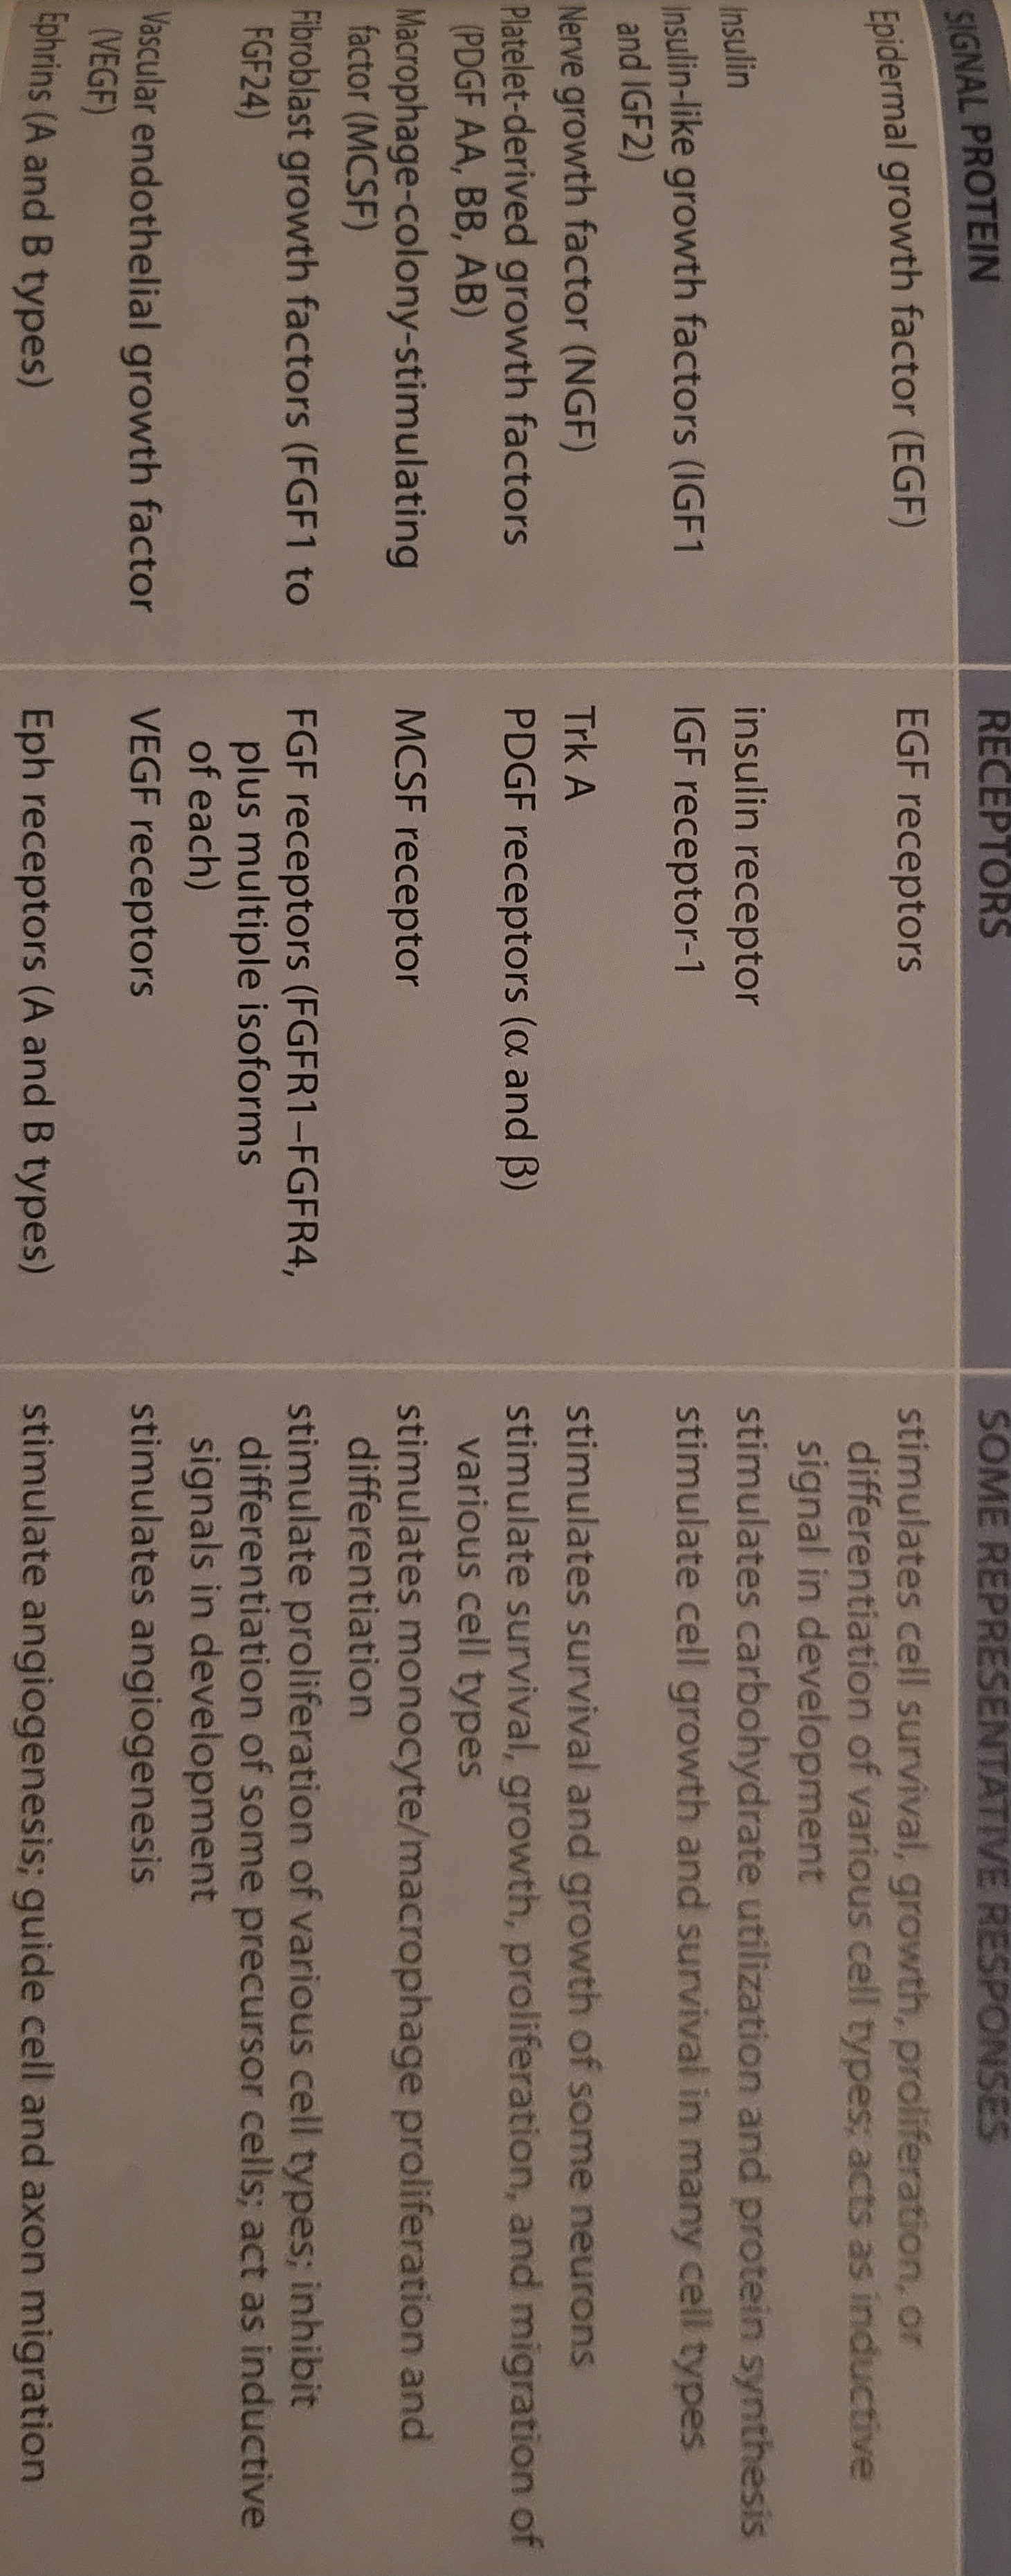 SIGNAL PROTEIN
RECEPTORS
SOME REPRESENTATIVE RESPONSES
Epidermal growth factor (EGF)
EGF receptors
stimulates cell survival, growth, proliferation, or
differentiation of various cell types; acts as inductive
signal in development
Insulin
insulin receptor
stimulates carbohydrate utilization and protein synthesis
Insulin-like growth factors (IGF1
and IGF2)
IGF receptor-1
stimulate cell growth and survival in many cell types
Nerve growth factor (NGF)
Trk A
stimulates survival and growth of some neurons
Platelet-derived growth factors
(PDGF AA, BB, AB)
PDGF receptors (α and β)
stimulate survival, growth, proliferation, and migration of
various cell types
Macrophage-colony-stimulating
factor (MCSF)
MCSF receptor
stimulates monocyte/macrophage proliferation and
differentiation
Fibroblast growth factors (FGF1 to
FGF24)
FGF receptors (FGFR1–FGFR4,
plus multiple isoforms
of each)
stimulate proliferation of various cell types; inhibit
differentiation of some precursor cells; act as inductive
signals in development
Vascular endothelial growth factor
(VEGF)
VEGF receptors
stimulates angiogenesis
Ephrins (A and B types)
Eph receptors (A and B types)
stimulate angiogenesis; guide cell and axon migration